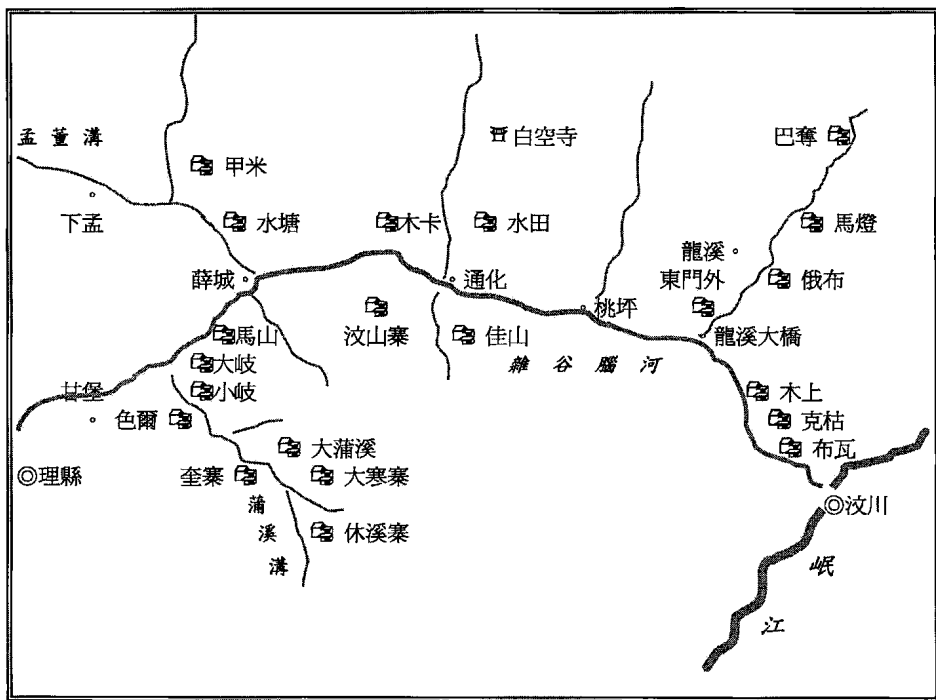 孟董溝
白空寺
巴奪
甲米
下孟
水塘
木卡
水田
馬燈
龍溪
薛城
通化
東門外
俄布
桃坪
馬山
汶山寨
佳山
龍溪大橋
大岐
雜谷腦河
甘堡
小岐
木上
色爾
克枯
大蒲溪
布瓦
理縣
奎寨
大寒寨
蒲溪溝
汶川
休溪寨
岷江